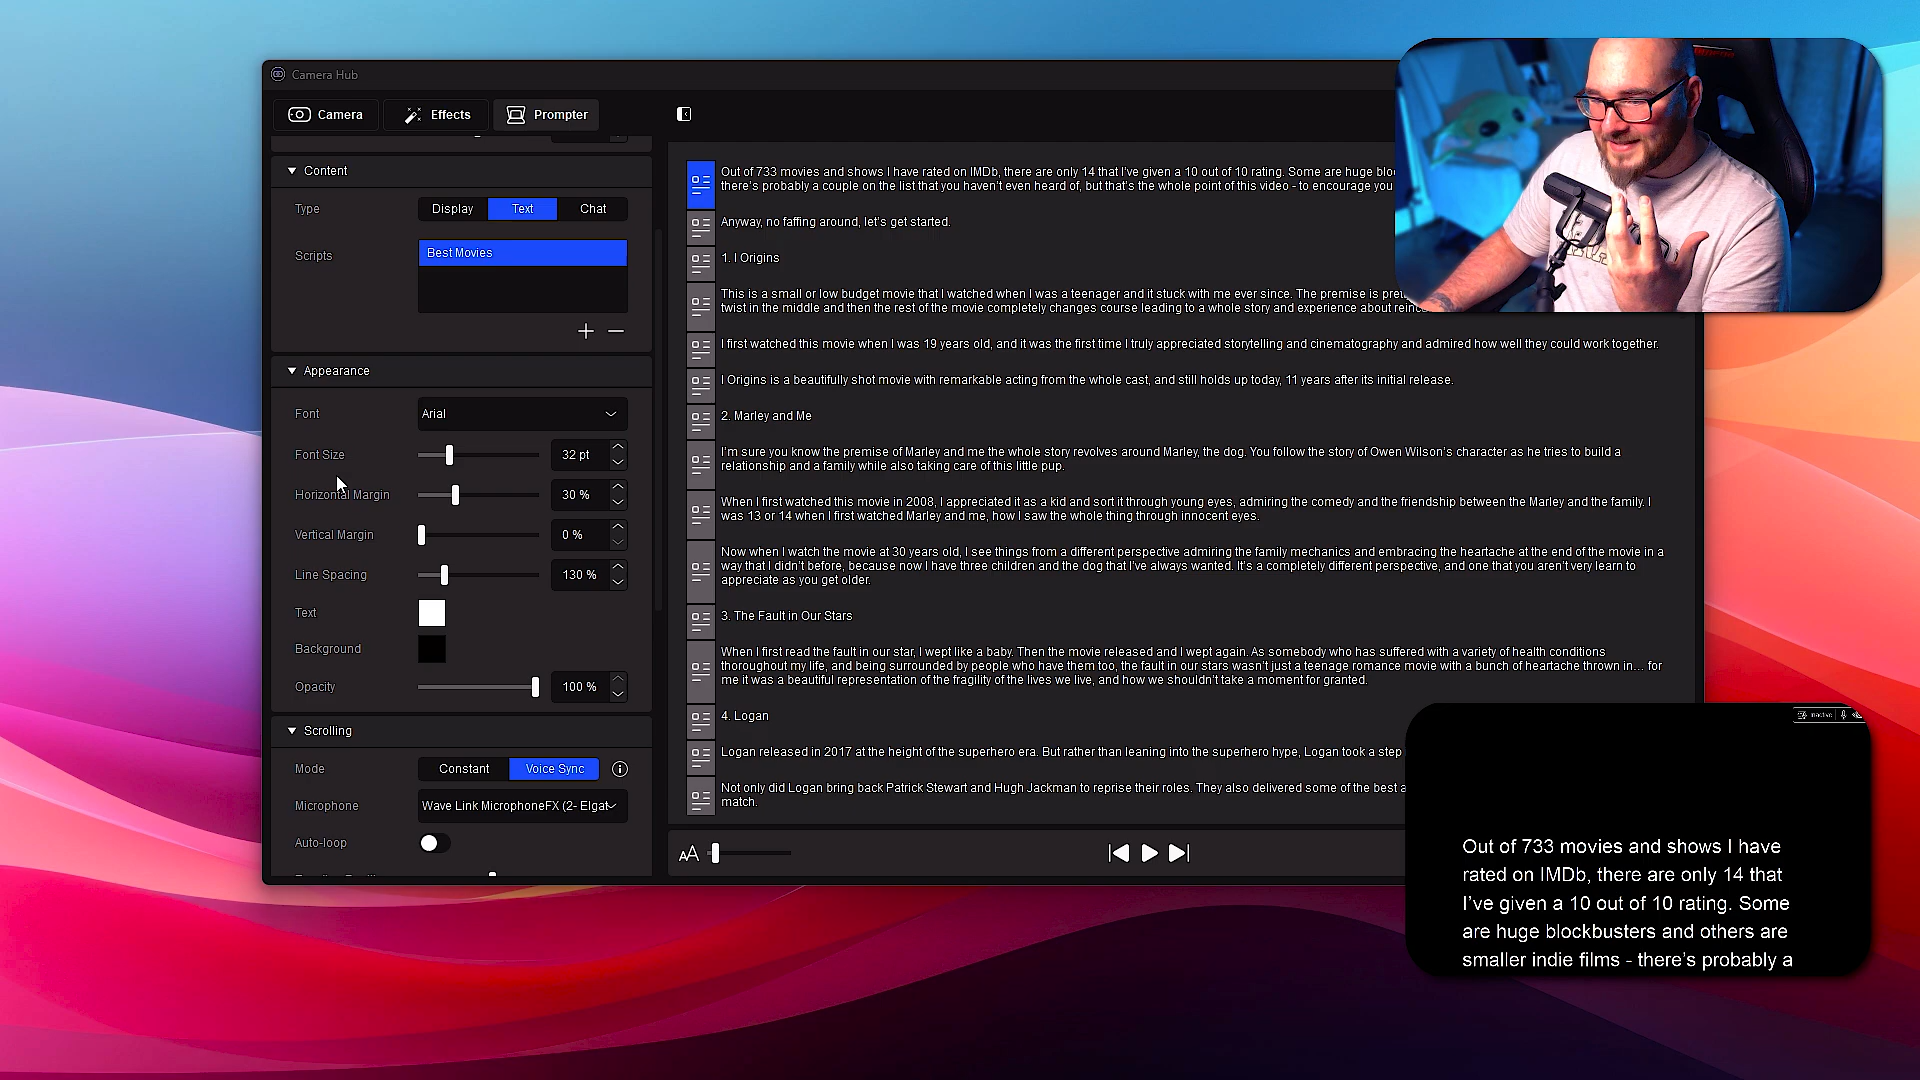 Camera Hub
Camera
Effects
Prompter
Content
Type
Display
Text
Chat
Scripts
Best Movies
Appearance
Font
Arial
Font Size
32 pt
Horizontal Margin
30 %
Vertical Margin
0 %
Line Spacing
130 %
Text
Background
Opacity
100 %
Scrolling
Mode
Constant
Voice Sync
Microphone
Wave Link MicrophoneFX (2- Elgat
Auto-loop
Out of 733 movies and shows I have rated on IMDb, there are only 14 that I've given a 10 out of 10 rating. Some are huge
there's probably a couple on the list that you haven't even heard of, but that's the whole point of this video - to encourage you
Anyway, no faffing around, let's get started.
1. I Origins
This is a small or low budget movie that I watched when I was a teenager and it stuck with me ever since. The premise is
twist in the middle and then the rest of the movie completely changes course leading to a whole story and experience about
I first watched this movie when I was 19 years old, and it was the first time I truly appreciated storytelling and cinematography and admired how well they could work together.
I Origins is a beautifully shot movie with remarkable acting from the whole cast, and still holds up today, 11 years after its initial release.
2. Marley and Me
I'm sure you know the premise of Marley and me the whole story revolves around Marley, the dog. You follow the story of Owen Wilson's character as he tries to build a
relationship and a family while also taking care of this little pup.
When I first watched this movie in 2008, I appreciated it as a kid and sort it through young eyes, admiring the comedy and the friendship between the Marley and the family. I
was 13 or 14 when I first watched Marley and me, how I saw the whole thing through innocent eyes.
Now when I watch the movie at 30 years old, I see things from a different perspective admiring the family mechanics and embracing the heartache at the end of the movie in a
way that I didn't before, because now I have three children and the dog that I've always wanted. It's a completely different perspective, and one that you aren't very learn to
appreciate as you get older.
3. The Fault in Our Stars
When I first read the fault in our star, I wept like a baby. Then the movie released and I wept again. As somebody who has suffered with a variety of health conditions
thoroughout my life, and being surrounded by people who have them too, the fault in our stars wasn't just a teenage romance movie with a bunch of heartache thrown in... for
me it was a beautiful representation of the fragility of the lives we live, and how we shouldn't take a moment for granted.
4. Logan
Logan released in 2017 at the height of the superhero era. But rather than leaning into the superhero hype, Logan took a step
Not only did Logan bring back Patrick Stewart and Hugh Jackman to reprise their roles. They also delivered some of the best a
match.
AA
Inactive
Out of 733 movies and shows I have
rated on IMDb, there are only 14 that
I've given a 10 out of 10 rating. Some
are huge blockbusters and others are
smaller indie films - there's probably a